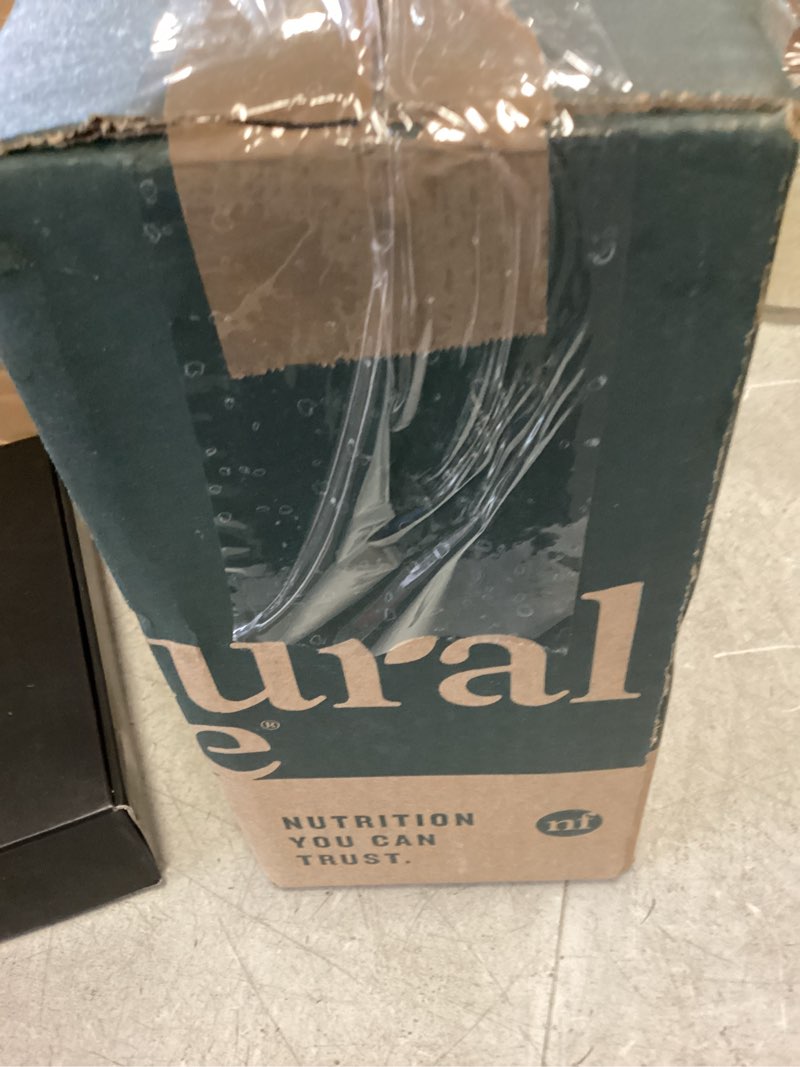 ural
e®
NUTRITION
YOU CAN
TRUST.
nf